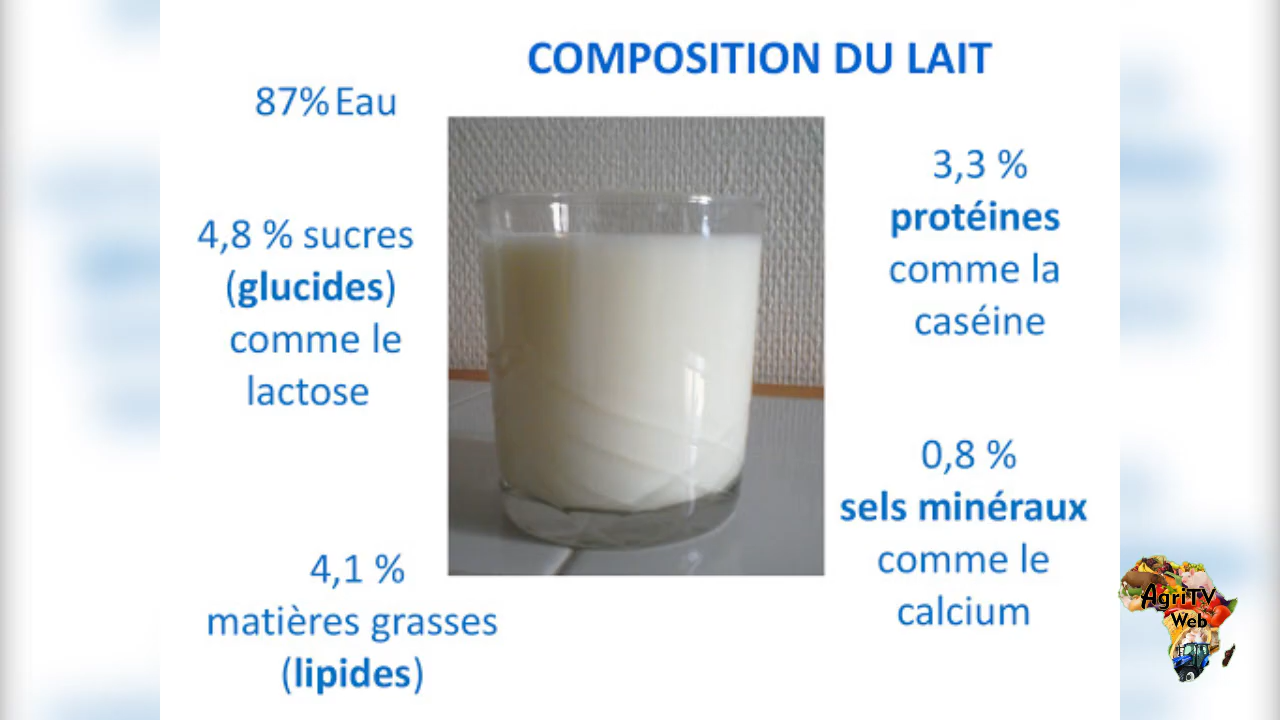 COMPOSITION DU LAIT
87% Eau
4,8 % sucres
(glucides)
comme le
lactose
4,1 %
matières grasses
(lipides)
3,3 %
protéines
comme la
caséine
0,8 %
sels minéraux
comme le
calcium
AgriTV
Web